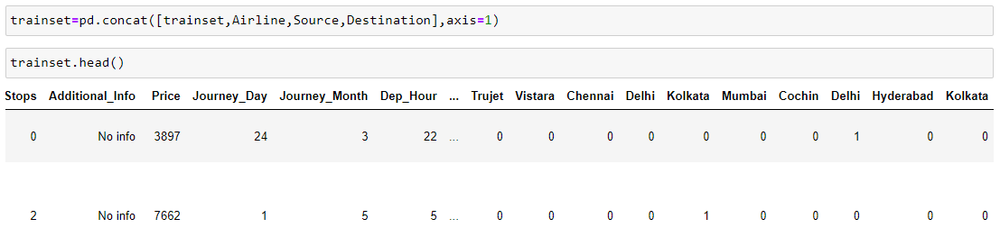 trainset=pd.concat([trainset,Airline,Source,Destination],axis=1)
trainset.head()
Stops Additional_Info Price Journey_Day Journey_Month Dep_Hour ... Trujet Vistara Chennai Delhi Kolkata Mumbai Cochin Delhi Hyderabad Kolkata
0 No info 3897 24 3 22 ... 0 0 0 0 0 0 0 1 0 0
2 No info 7662 1 5 5 ... 0 0 0 0 1 0 0 0 0 0